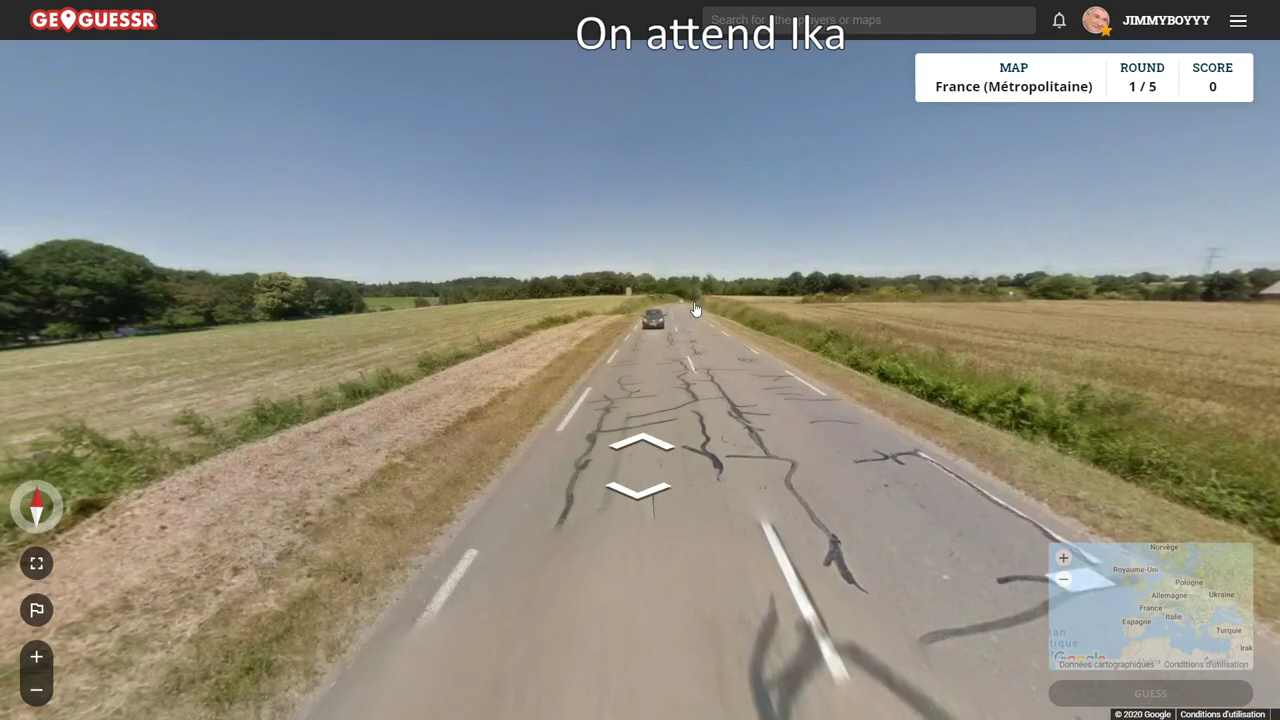 GEOGUESSR
Search for other players or maps
On attend Ika
JIMMYBOYYY
MAP
France (Métropolitaine)
ROUND
1 / 5
SCORE
0
Norvège
Royaume-Uni
Pologne
Allemagne
Ukraine
France
Italie
Espagne
Turquie
Irak
Google
Données cartographiques
Conditions d'utilisation
GUESS
© 2020 Google
Conditions d'utilisation